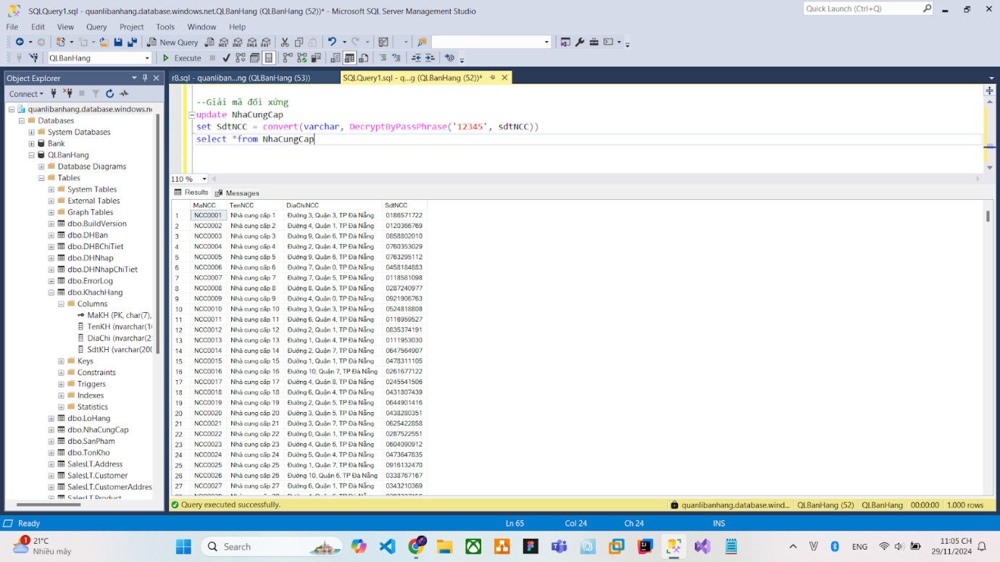 SQLQuery1.sql - quanlibanhang.database.windows.net.QLBanHang (QLBanHang (52))* - Microsoft SQL Server Management Studio
Quick Launch (Ctrl+Q)
File Edit View Query Project Tools Window Help
New Query
QLBanHang Execute
Object Explorer
Connect
quanlibanhang.database.windows.ne
Databases
System Databases
Bank
QLBanHang
Database Diagrams
Tables
System Tables
External Tables
Graph Tables
dbo.BuildVersion
dbo.DHBan
dbo.DHBChiTiet
dbo.DHNhap
dbo.DHNhapChiTiet
dbo.ErrorLog
dbo.KhachHang
Columns
MaKH (PK, char(7),
TenKH (nvarchar(10
DiaChi (nvarchar(2
SdtKH (varchar(200
Keys
Constraints
Triggers
Indexes
Statistics
dbo.LoHang
dbo.NhaCungCap
dbo.SanPham
dbo.TonKho
SalesLT.Address
SalesLT.Customer
SalesLT.CustomerAddres
SalesLT.Product
r8.sql - quanliban...ng (QLBanHang (53)) SQLQuery1.sql - q...g (QLBanHang (52))*
--Giải mã đối xứng
update NhaCungCap
set SdtNCC = convert(varchar, DecryptByPassPhrase('12345', sdtNCC))
select *from NhaCungCap
110 %
Results Messages
MaNCC TenNCC DiaChiNCC SdtNCC
1 NCC0001 Nhà cung cấp 1 Đường 3, Quận 3, TP Đà Nẵng 0186571722
2 NCC0002 Nhà cung cấp 2 Đường 4, Quận 1, TP Đà Nẵng 0120366769
3 NCC0003 Nhà cung cấp 3 Đường 9, Quận 6, TP Đà Nẵng 0858802010
4 NCC0004 Nhà cung cấp 4 Đường 2, Quận 4, TP Đà Nẵng 0760353029
5 NCC0005 Nhà cung cấp 5 Đường 9, Quận 6, TP Đà Nẵng 0763295112
6 NCC0006 Nhà cung cấp 6 Đường 7, Quận 0, TP Đà Nẵng 0458184883
7 NCC0007 Nhà cung cấp 7 Đường 7, Quận 5, TP Đà Nẵng 0118581098
8 NCC0008 Nhà cung cấp 8 Đường 8, Quận 5, TP Đà Nẵng 0287240977
9 NCC0009 Nhà cung cấp 9 Đường 4, Quận 0, TP Đà Nẵng 0921906763
10 NCC0010 Nhà cung cấp 10 Đường 3, Quận 3, TP Đà Nẵng 0524818808
11 NCC0011 Nhà cung cấp 11 Đường 6, Quận 4, TP Đà Nẵng 0116959527
12 NCC0012 Nhà cung cấp 12 Đường 2, Quận 1, TP Đà Nẵng 0835374191
13 NCC0013 Nhà cung cấp 13 Đường 1, Quận 4, TP Đà Nẵng 0111953030
14 NCC0014 Nhà cung cấp 14 Đường 2, Quận 7, TP Đà Nẵng 0647564907
15 NCC0015 Nhà cung cấp 15 Đường 1, Quận 1, TP Đà Nẵng 0478311105
16 NCC0016 Nhà cung cấp 16 Đường 10, Quận 7, TP Đà Nẵng 0261677122
17 NCC0017 Nhà cung cấp 17 Đường 4, Quận 8, TP Đà Nẵng 0245541506
18 NCC0018 Nhà cung cấp 18 Đường 6, Quận 4, TP Đà Nẵng 0431807439
19 NCC0019 Nhà cung cấp 19 Đường 2, Quận 5, TP Đà Nẵng 0644901416
20 NCC0020 Nhà cung cấp 20 Đường 3, Quận 5, TP Đà Nẵng 0438280351
21 NCC0021 Nhà cung cấp 21 Đường 3, Quận 7, TP Đà Nẵng 0625422858
22 NCC0022 Nhà cung cấp 22 Đường 0, Quận 1, TP Đà Nẵng 0287522551
23 NCC0023 Nhà cung cấp 23 Đường 4, Quận 6, TP Đà Nẵng 0604090912
24 NCC0024 Nhà cung cấp 24 Đường 5, Quận 4, TP Đà Nẵng 0473647835
25 NCC0025 Nhà cung cấp 25 Đường 1, Quận 7, TP Đà Nẵng 0916132470
26 NCC0026 Nhà cung cấp 26 Đường 10, Quận 6, TP Đà Nẵng 0338767167
27 NCC0027 Nhà cung cấp 27 Đường 6, Quận 1, TP Đà Nẵng 0343210369
Query executed successfully. quanlibanhang.database.wind... QLBanHang (52) QLBanHang 00:00:00 1.000 rows
Ready Ln 65 Col 24 Ch 24 INS
1 21°C
Nhiều mây
Search
ENG
11:05 CH
29/11/2024